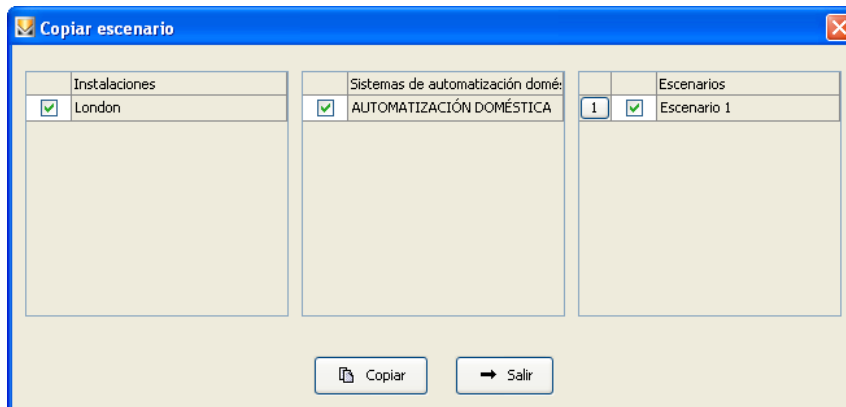 Copiar escenario
Instalaciones
London
Sistemas de automatización domé
AUTOMATIZACIÓN DOMÉSTICA
Escenarios
1 Escenario 1
Copiar
Salir